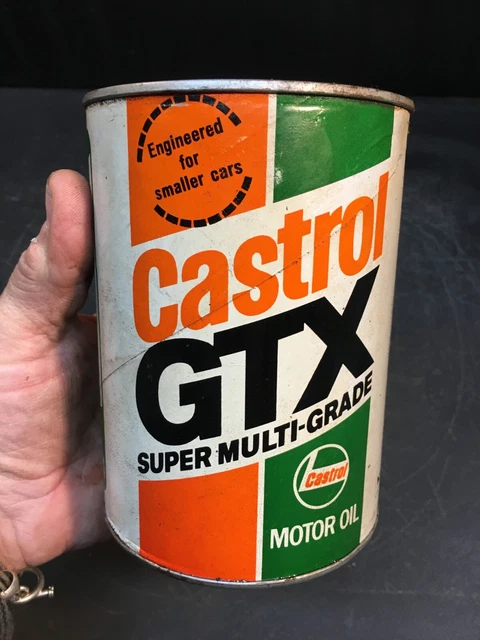 Engineered
for
smaller cars
Castrol
GTX
SUPER MULTI-GRADE
Castrol
MOTOR OIL